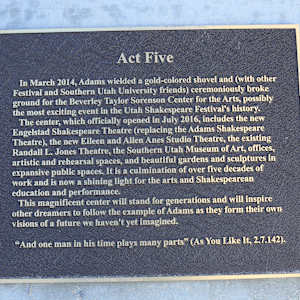 Act Five
In March 2014, Adams wielded a gold-colored shovel and (with other
Festival and Southern Utah University friends) ceremoniously broke
ground for the Beverley Taylor Sorenson Center for the Arts, possibly
the most exciting event in the Utah Shakespeare Festival's history.
The center, which officially opened in July 2016, includes the new
Engelstad Shakespeare Theatre (replacing the Adams Shakespeare
Theatre), the new Eileen and Allen Anes Studio Theatre, the existing
Randall L. Jones Theatre, the Southern Utah Museum of Art, offices,
artistic and rehearsal spaces, and beautiful gardens and sculptures in
expansive public spaces. It is a culmination of over five decades of
work and is now a shining light for the arts and Shakespearean
education and performance.
This magnificent center will stand for generations and will inspire
other dreamers to follow the example of Adams as they form their own
visions of a future we haven't yet imagined.
"And one man in his time plays many parts" (As You Like It, 2.7.142).